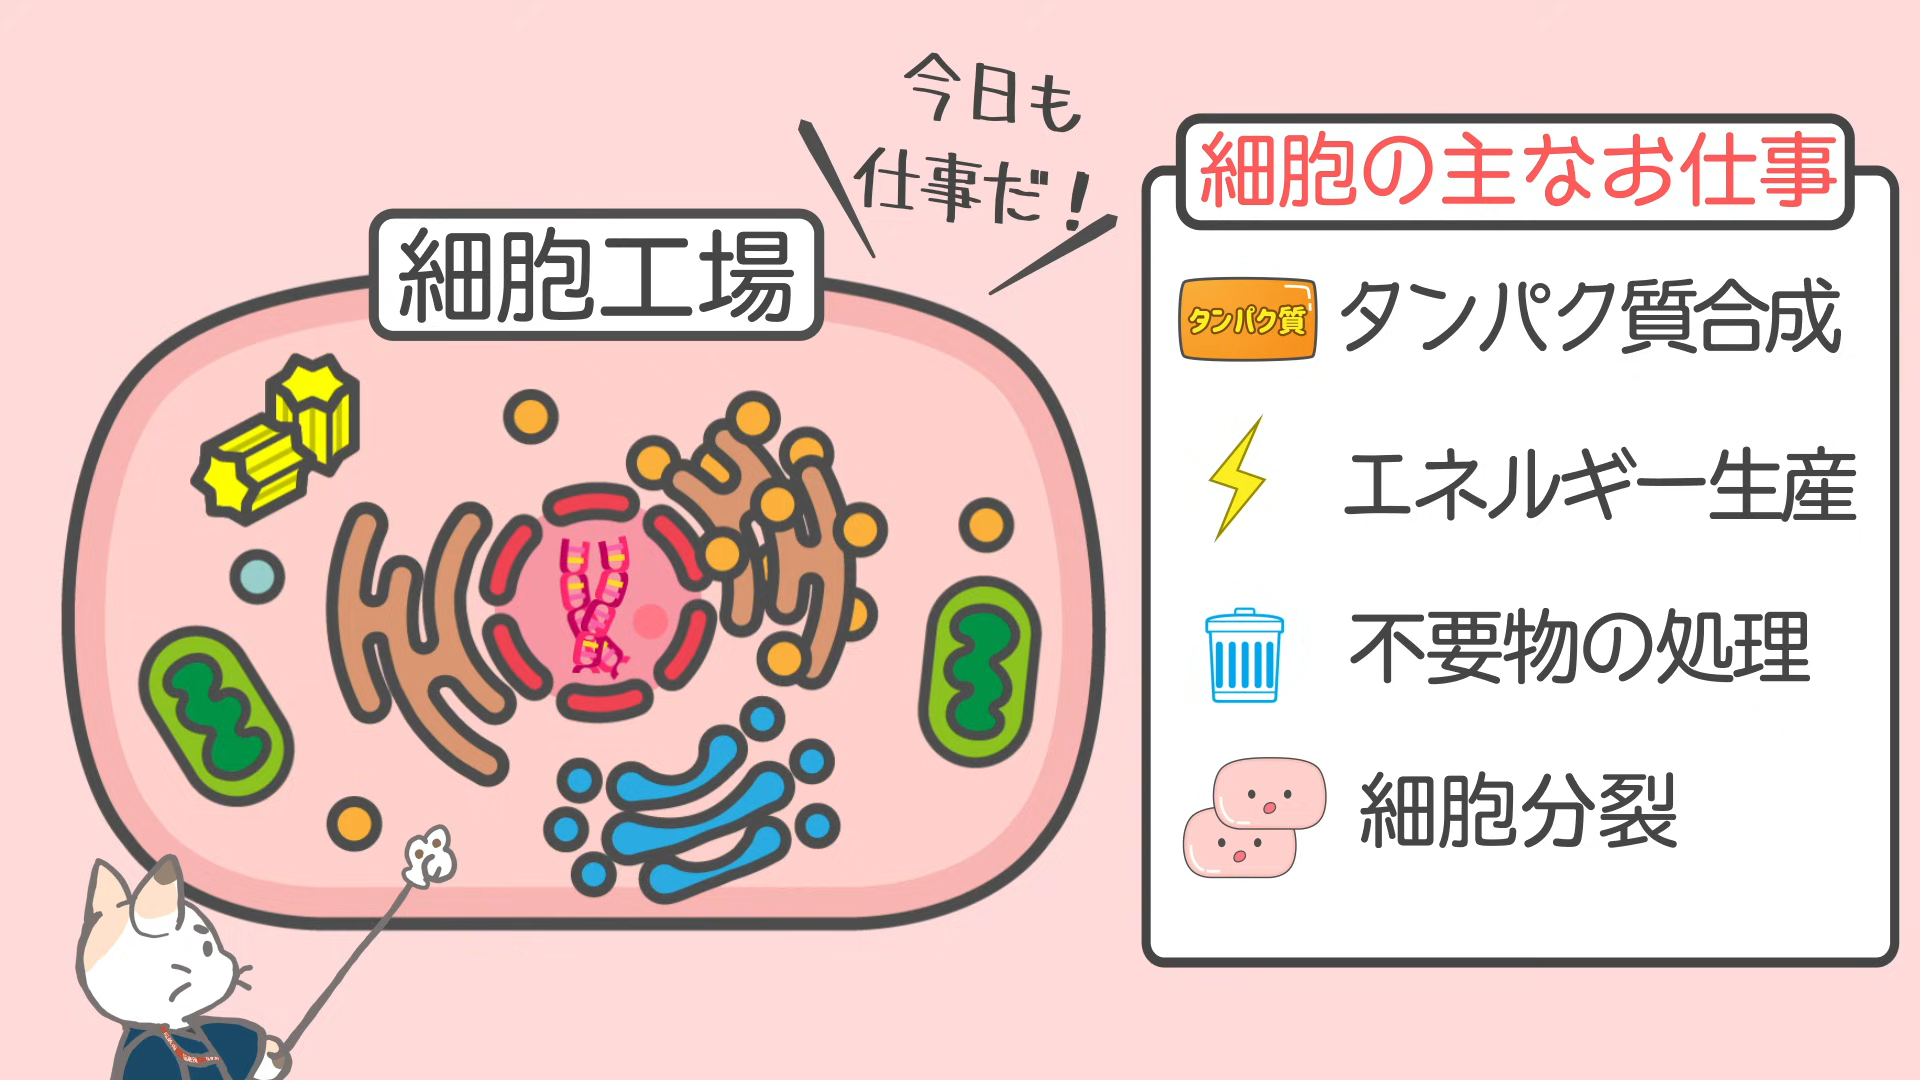 今日も
仕事だ！
細胞工場
細胞の主なお仕事
タンパク質
タンパク質合成
エネルギー生産
不要物の処理
細胞分裂